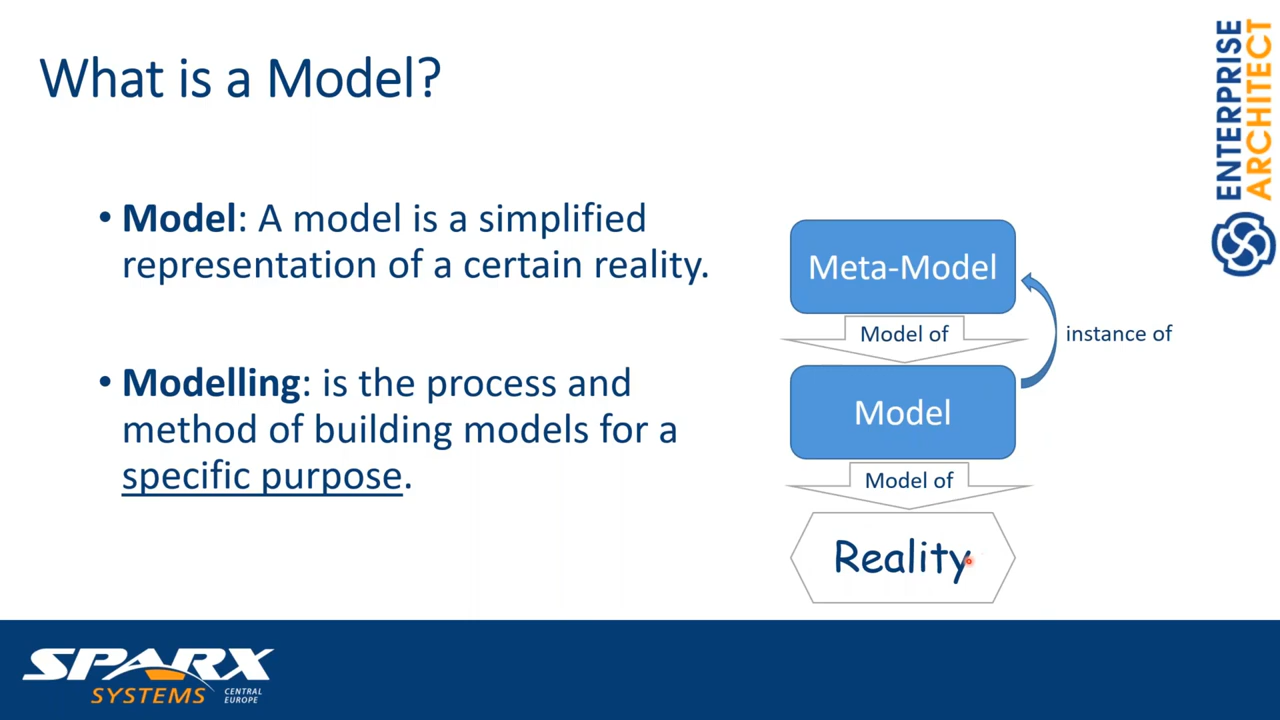 What is a Model?
• Model: A model is a simplified
representation of a certain reality.
• Modelling: is the process and
method of building models for a
specific purpose.
Meta-Model
Model of
instance of
Model
Model of
Reality
ENTERPRISE
ARCHITECT
SPARX
SYSTEMS
CENTRAL
EUROPE